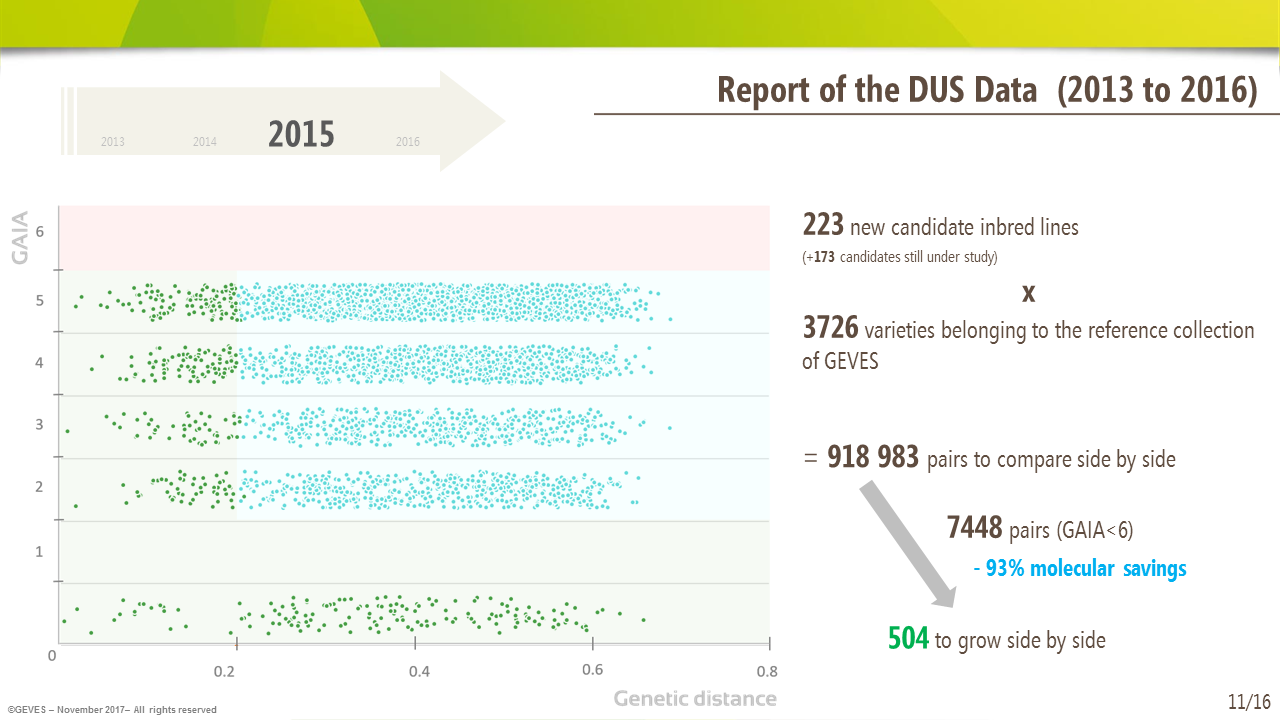 Report of the DUS Data (2013 to 2016)
2013 2014 2015 2016
GAIA
6
5
4
3
2
1
0 0.2 0.4 0.6 0.8
Genetic distance
223 new candidate inbred lines
(+173 candidates still under study)
x
3726 varieties belonging to the reference collection
of GEVES
= 918 983 pairs to compare side by side
7448 pairs (GAIA<6)
- 93% molecular savings
504 to grow side by side
©GEVES – November 2017– All rights reserved
11/16